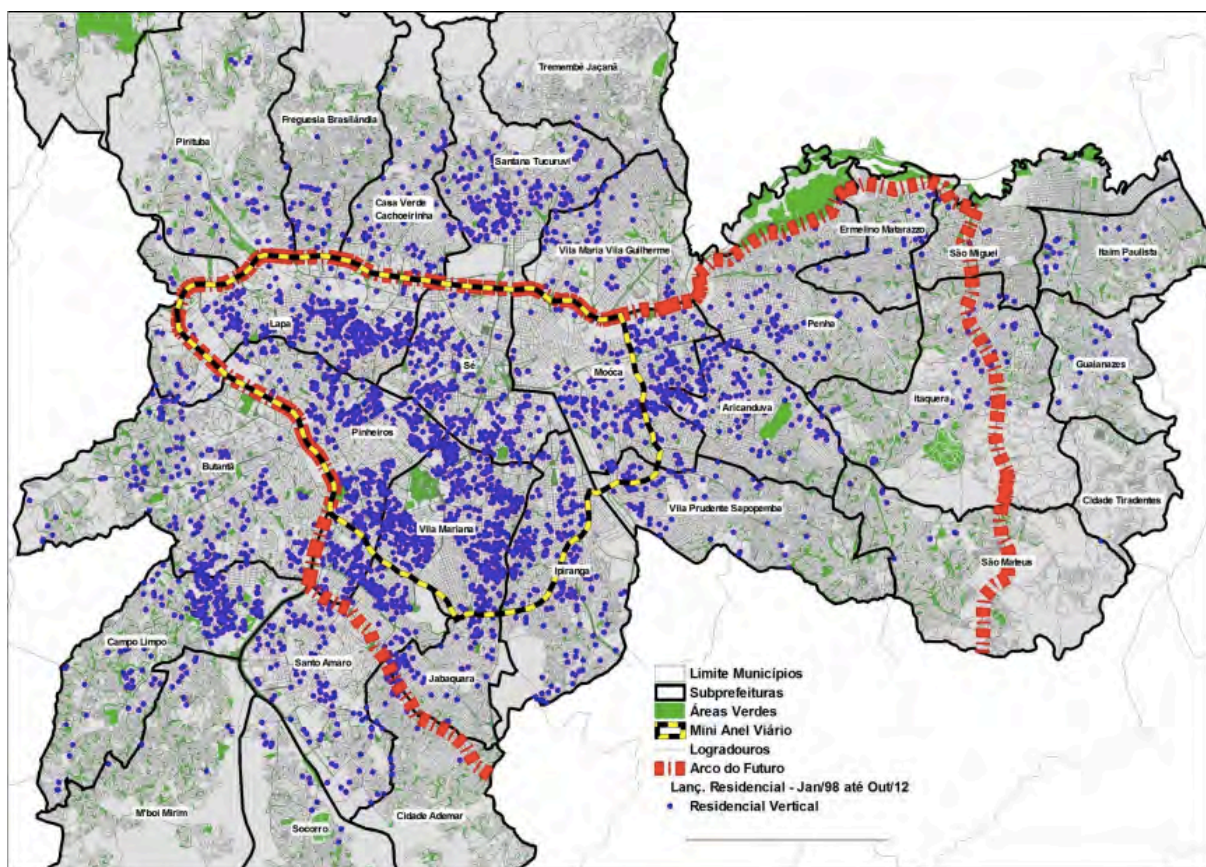 Tremembé Jaçanã
Freguesia Brasilândia
Pirituba
Santana Tucuruvi
Casa Verde
Cachoeirinha
Vila Maria Vila Guilherme
Ermelino Matarazzo
São Miguel
Itaim Paulista
Lapa
Penha
Sé
Moóca
Guaianazes
Itaquera
Aricanduva
Pinheiros
Butantã
Cidade Tiradentes
Vila Prudente Sapopemba
Vila Mariana
São Mateus
Ipiranga
Campo Limpo
Santo Amaro
Jabaquara
M'boi Mirim
Socorro
Cidade Ademar
Limite Municípios
Subprefeituras
Áreas Verdes
Mini Anel Viário
Logradouros
Arco do Futuro
Lanç. Residencial - Jan/98 até Out/12
Residencial Vertical